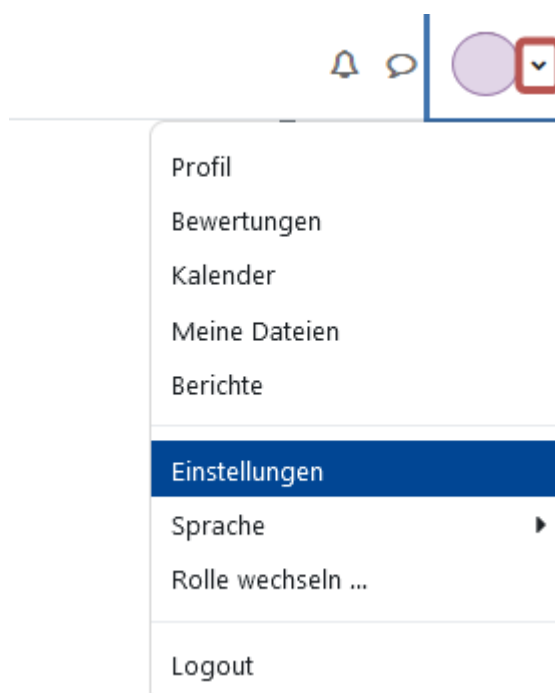 Profil
Bewertungen
Kalender
Meine Dateien
Berichte
Einstellungen
Sprache
Rolle wechseln ...
Logout